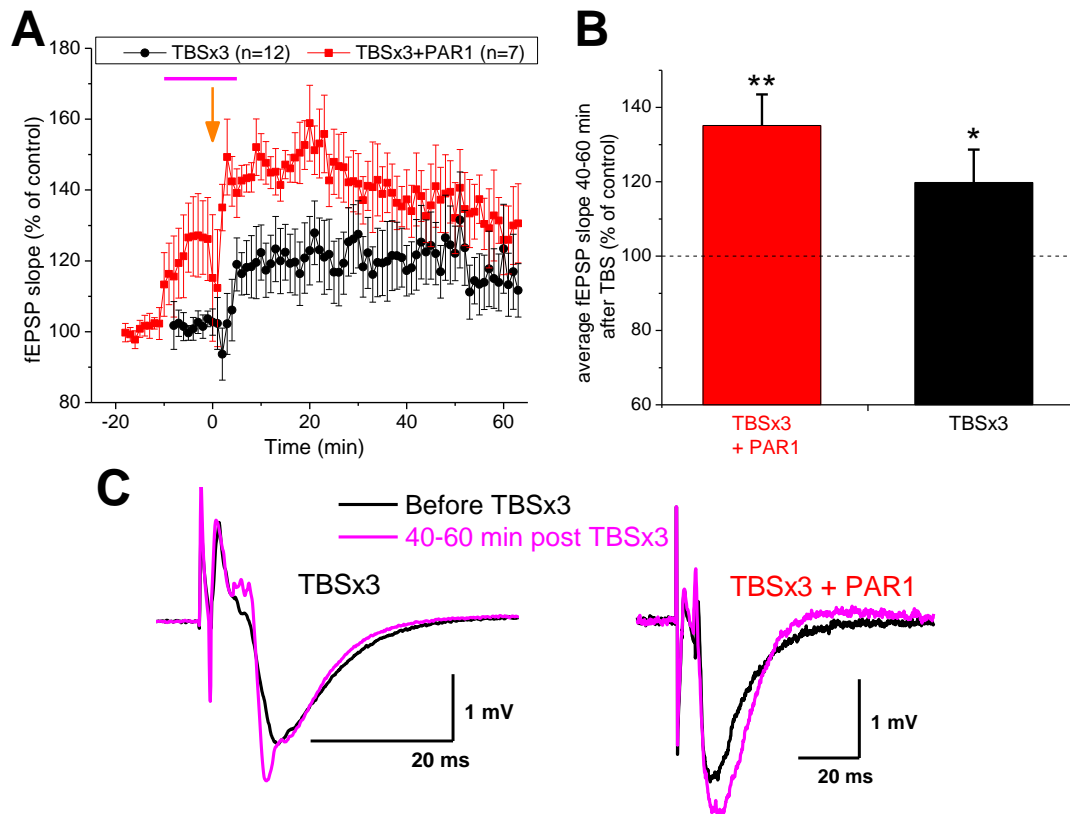 A
TBSx3 (n=12) TBSx3+PAR1 (n=7)
fEPSP slope (% of control)
180
160
140
120
100
80
-20 0 20 40 60
Time (min)
B
average fEPSP slope 40-60 min
after TBS (% of control)
140
120
100
80
60
** *
TBSx3
+ PAR1
TBSx3
C
Before TBSx3
40-60 min post TBSx3
TBSx3
1 mV
20 ms
TBSx3 + PAR1
1 mV
20 ms